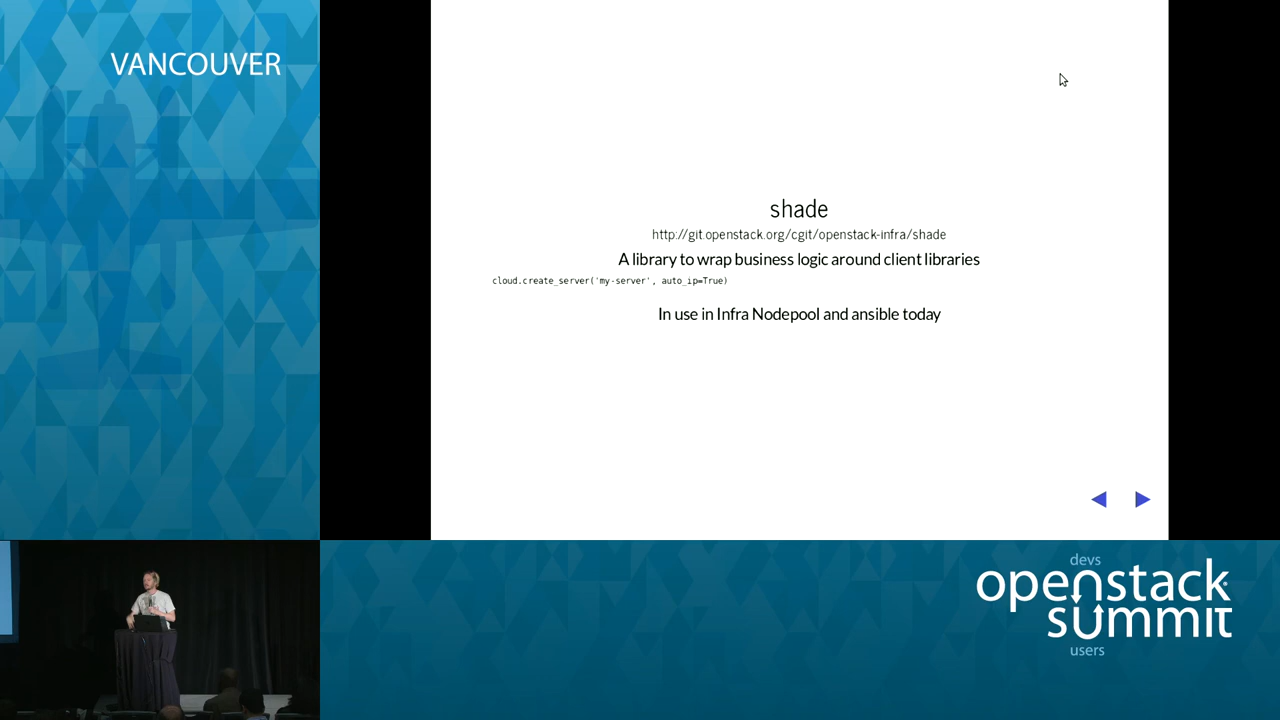 VANCOUVER
shade
http://git.openstack.org/cgit/openstack-infra/shade
A library to wrap business logic around client libraries
cloud.create_server('my-server', auto_ip=True)
In use in Infra Nodepool and ansible today
devs
openstack
summit
users